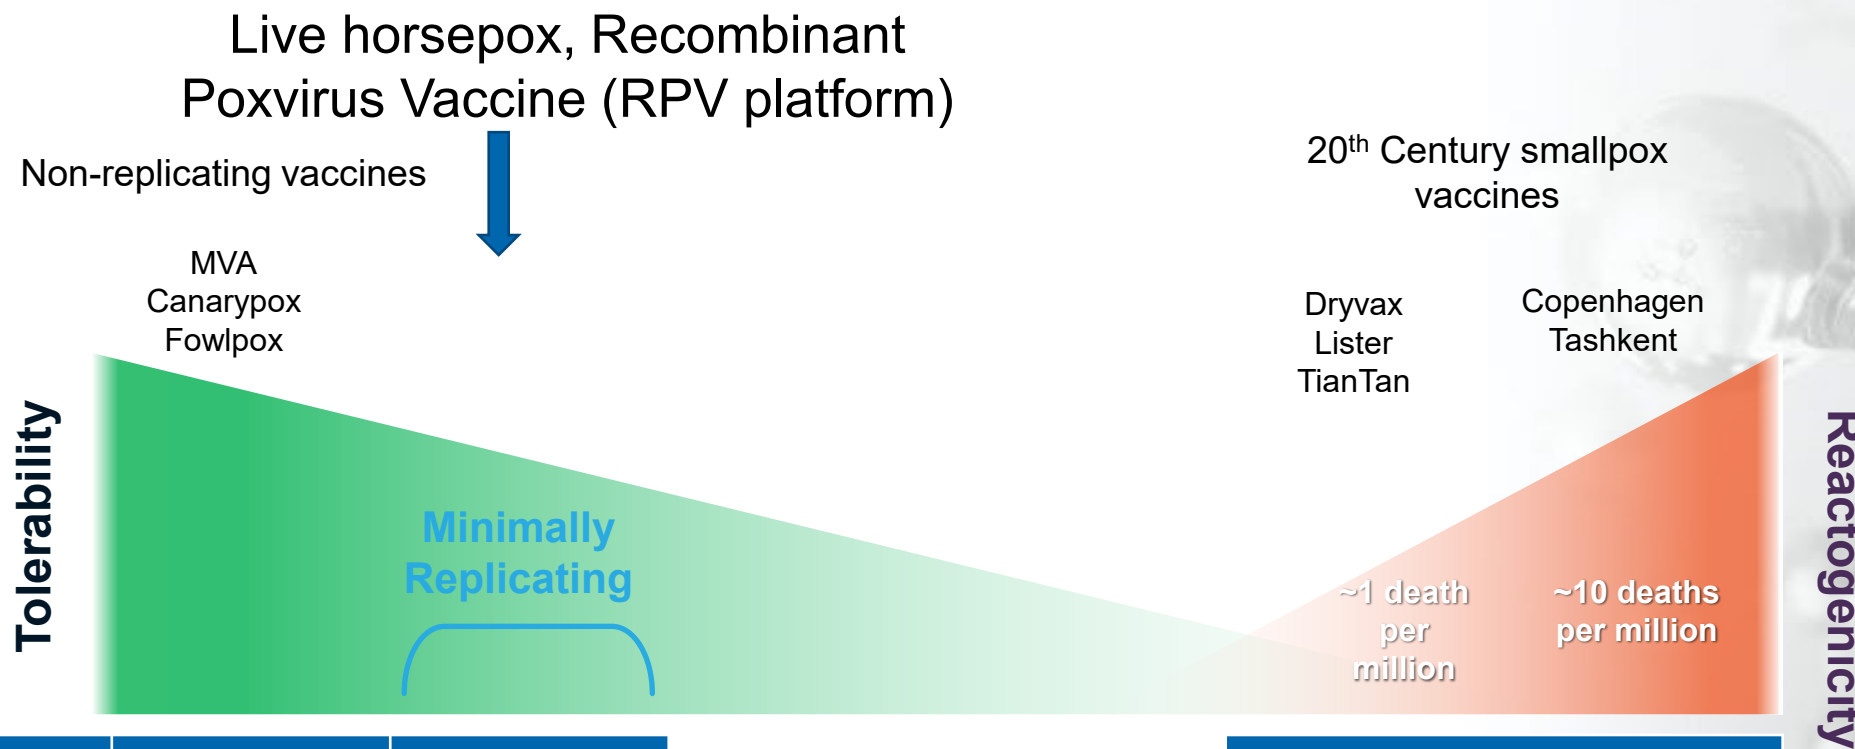 Live horsepox, Recombinant
Poxvirus Vaccine (RPV platform)
Non-replicating vaccines
20th Century smallpox
vaccines
MVA
Canarypox
Fowlpox
Dryvax
Lister
TianTan
Copenhagen
Tashkent
Tolerability
Minimally
Replicating
~1 death
per
million
~10 deaths
per million
Reactogenicity